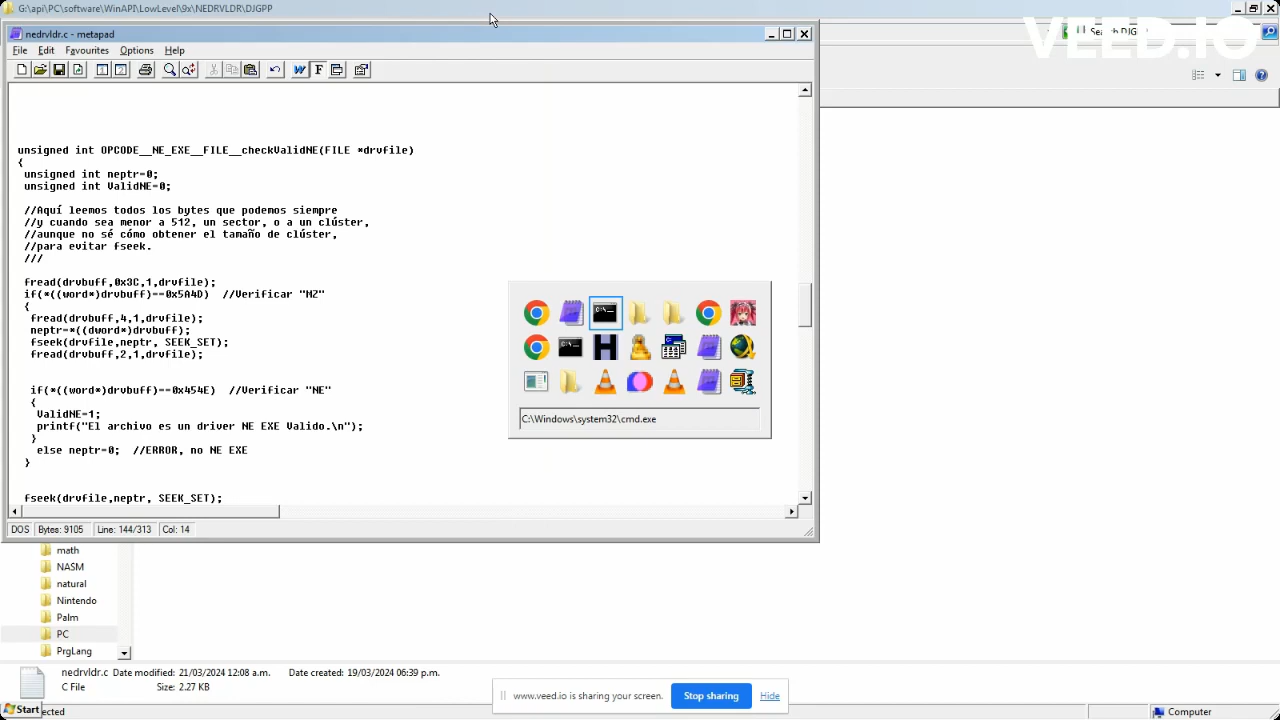 G:\api\PC\software\WinAPI\LowLevel\9x\NEDRVLDR\DJGPP
VEED.IO
nedrvldr.c - metapad
File Edit Favourites Options Help
unsigned int OPCODE__NE_EXE__FILE__checkValidNE(FILE *drvfile)
{
unsigned int neptr=0;
unsigned int ValidNE=0;
//Aquí leemos todos los bytes que podemos siempre
//y cuando sea menor a 512, un sector, o a un clúster,
//aunque no sé cómo obtener el tamaño de clúster,
//para evitar fseek.
///
fread(drvbuff,0x3C,1,drvfile);
if(*((word*)drvbuff)==0x5A4D)  //Verificar "MZ"
{
fread(drvbuff,4,1,drvfile);
neptr=*((dword*)drvbuff);
fseek(drvfile,neptr, SEEK_SET);
fread(drvbuff,2,1,drvfile);
if(*((word*)drvbuff)==0x454E)  //Verificar "NE"
{
ValidNE=1;
printf("El archivo es un driver NE EXE Valido.\n");
}
else neptr=0;  //ERROR, no NE EXE
}
fseek(drvfile,neptr, SEEK_SET);
C:\Windows\system32\cmd.exe
DOS Bytes: 9105 Line: 144/313 Col: 14
math
NASM
natural
Nintendo
Palm
PC
PrgLang
nedrvldr.c Date modified: 21/03/2024 12:08 a.m. Date created: 19/03/2024 06:39 p.m.
C File Size: 2.27 KB
www.veed.io is sharing your screen. Stop sharing Hide
Start
Computer